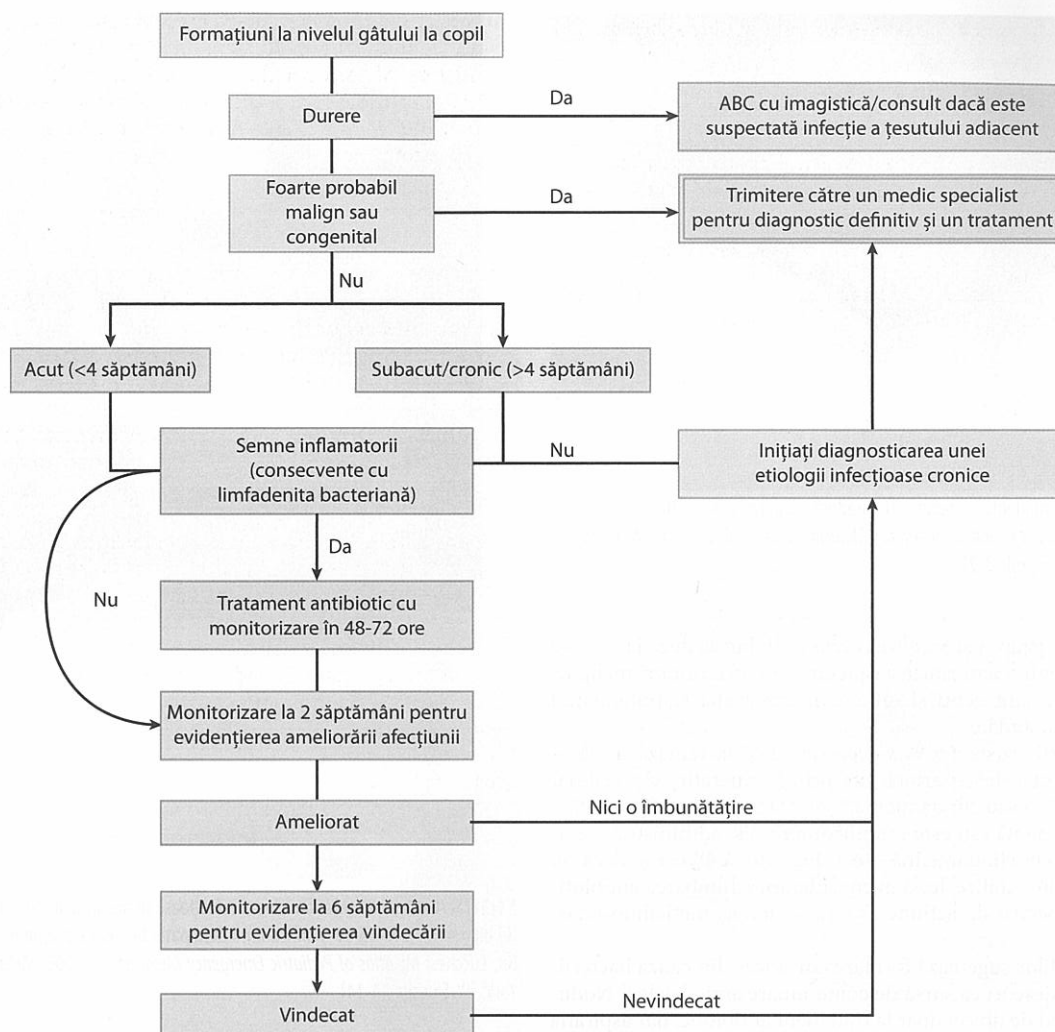 Formațiuni la nivelul gâtului la copil
Durere
Da
ABC cu imagistică/consult dacă este
suspectată infecție a țesutului adiacent
Foarte probabil
malign sau
congenital
Da
Trimitere către un medic specialist
pentru diagnostic definitiv și un tratament
Nu
Acut (<4 săptămâni)
Subacut/cronic (>4 săptămâni)
Semne inflamatorii
(consecvente cu
limfadenita bacteriană)
Nu
Inițiați diagnosticarea unei
etiologii infecțioase cronice
Da
Nu
Tratament antibiotic cu
monitorizare în 48-72 ore
Monitorizare la 2 săptămâni pentru
evidențierea ameliorării afecțiunii
Ameliorat
Nici o îmbunătățire
Monitorizare la 6 săptămâni
pentru evidențierea vindecării
Vindecat
Nevindecat